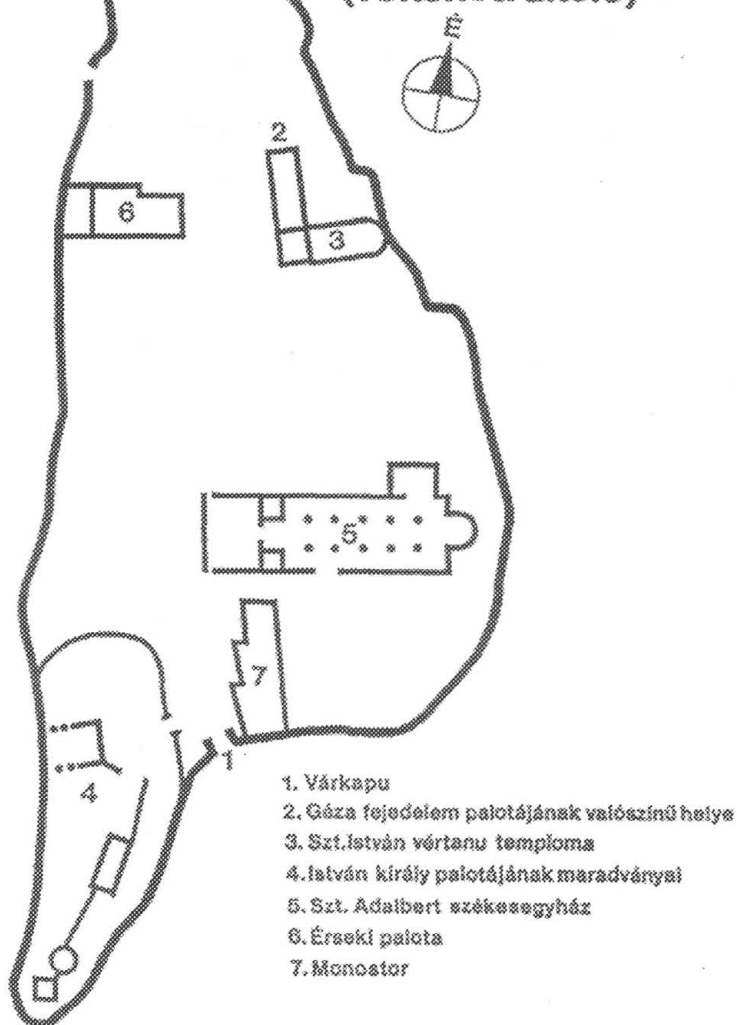 É
2
6
3
5
7
1
4
1. Várkapu
2. Géza fejedelem palotájának valószínű helye
3. Szt.István vértanu temploma
4. István király palotájának maradványai
5. Szt. Adalbert székesegyház
6. Érseki palota
7. Monostor